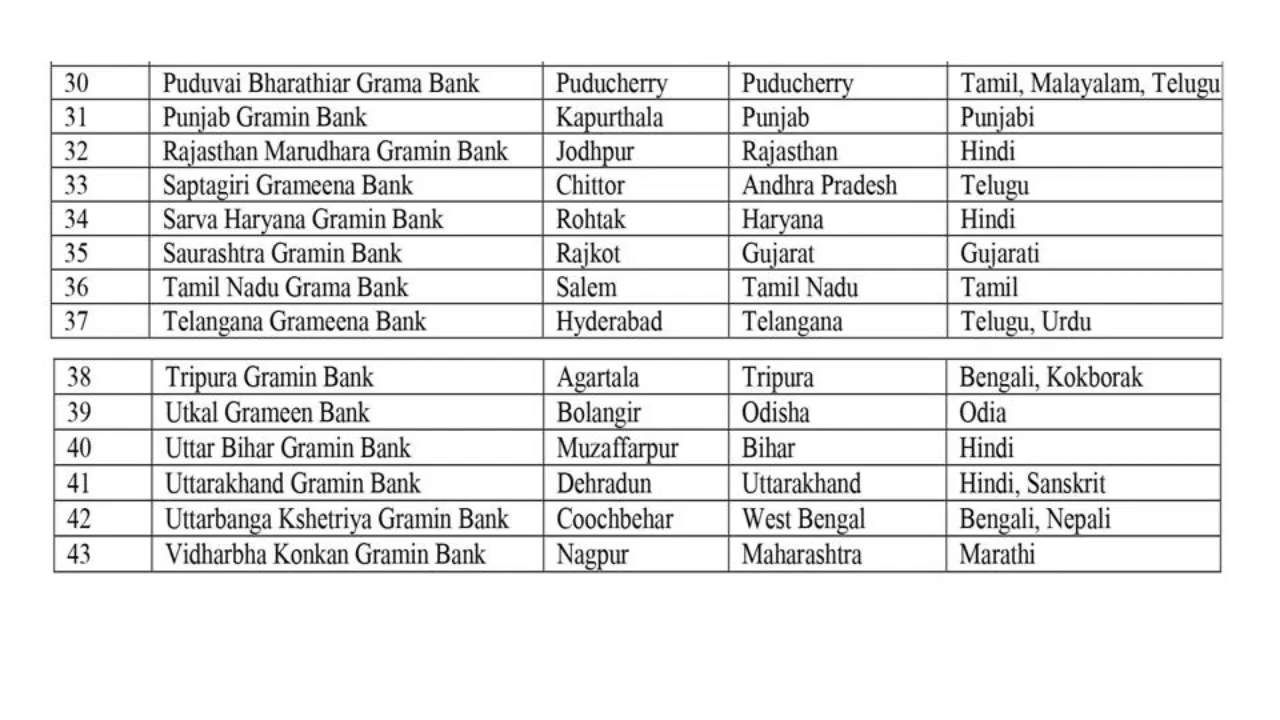 30 Puduvai Bharathiar Grama Bank Puducherry Puducherry Tamil, Malayalam, Telugu
31 Punjab Gramin Bank Kapurthala Punjab Punjabi
32 Rajasthan Marudhara Gramin Bank Jodhpur Rajasthan Hindi
33 Saptagiri Grameena Bank Chittor Andhra Pradesh Telugu
34 Sarva Haryana Gramin Bank Rohtak Haryana Hindi
35 Saurashtra Gramin Bank Rajkot Gujarat Gujarati
36 Tamil Nadu Grama Bank Salem Tamil Nadu Tamil
37 Telangana Grameena Bank Hyderabad Telangana Telugu, Urdu
38 Tripura Gramin Bank Agartala Tripura Bengali, Kokborak
39 Utkal Grameen Bank Bolangir Odisha Odia
40 Uttar Bihar Gramin Bank Muzaffarpur Bihar Hindi
41 Uttarakhand Gramin Bank Dehradun Uttarakhand Hindi, Sanskrit
42 Uttarbanga Kshetriya Gramin Bank Coochbehar West Bengal Bengali, Nepali
43 Vidharbha Konkan Gramin Bank Nagpur Maharashtra Marathi